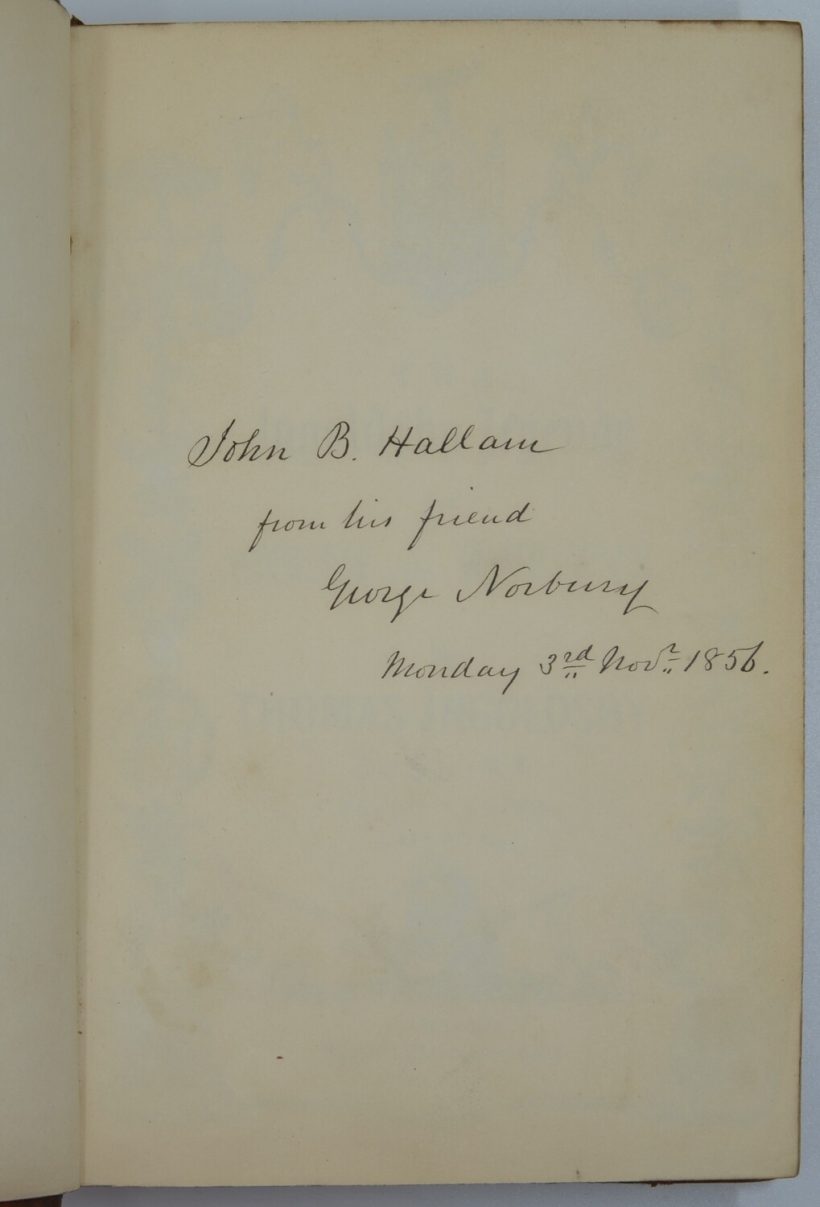 John B. Hallam
from his friend
George Norbury
Monday 3rd Novr 1856.